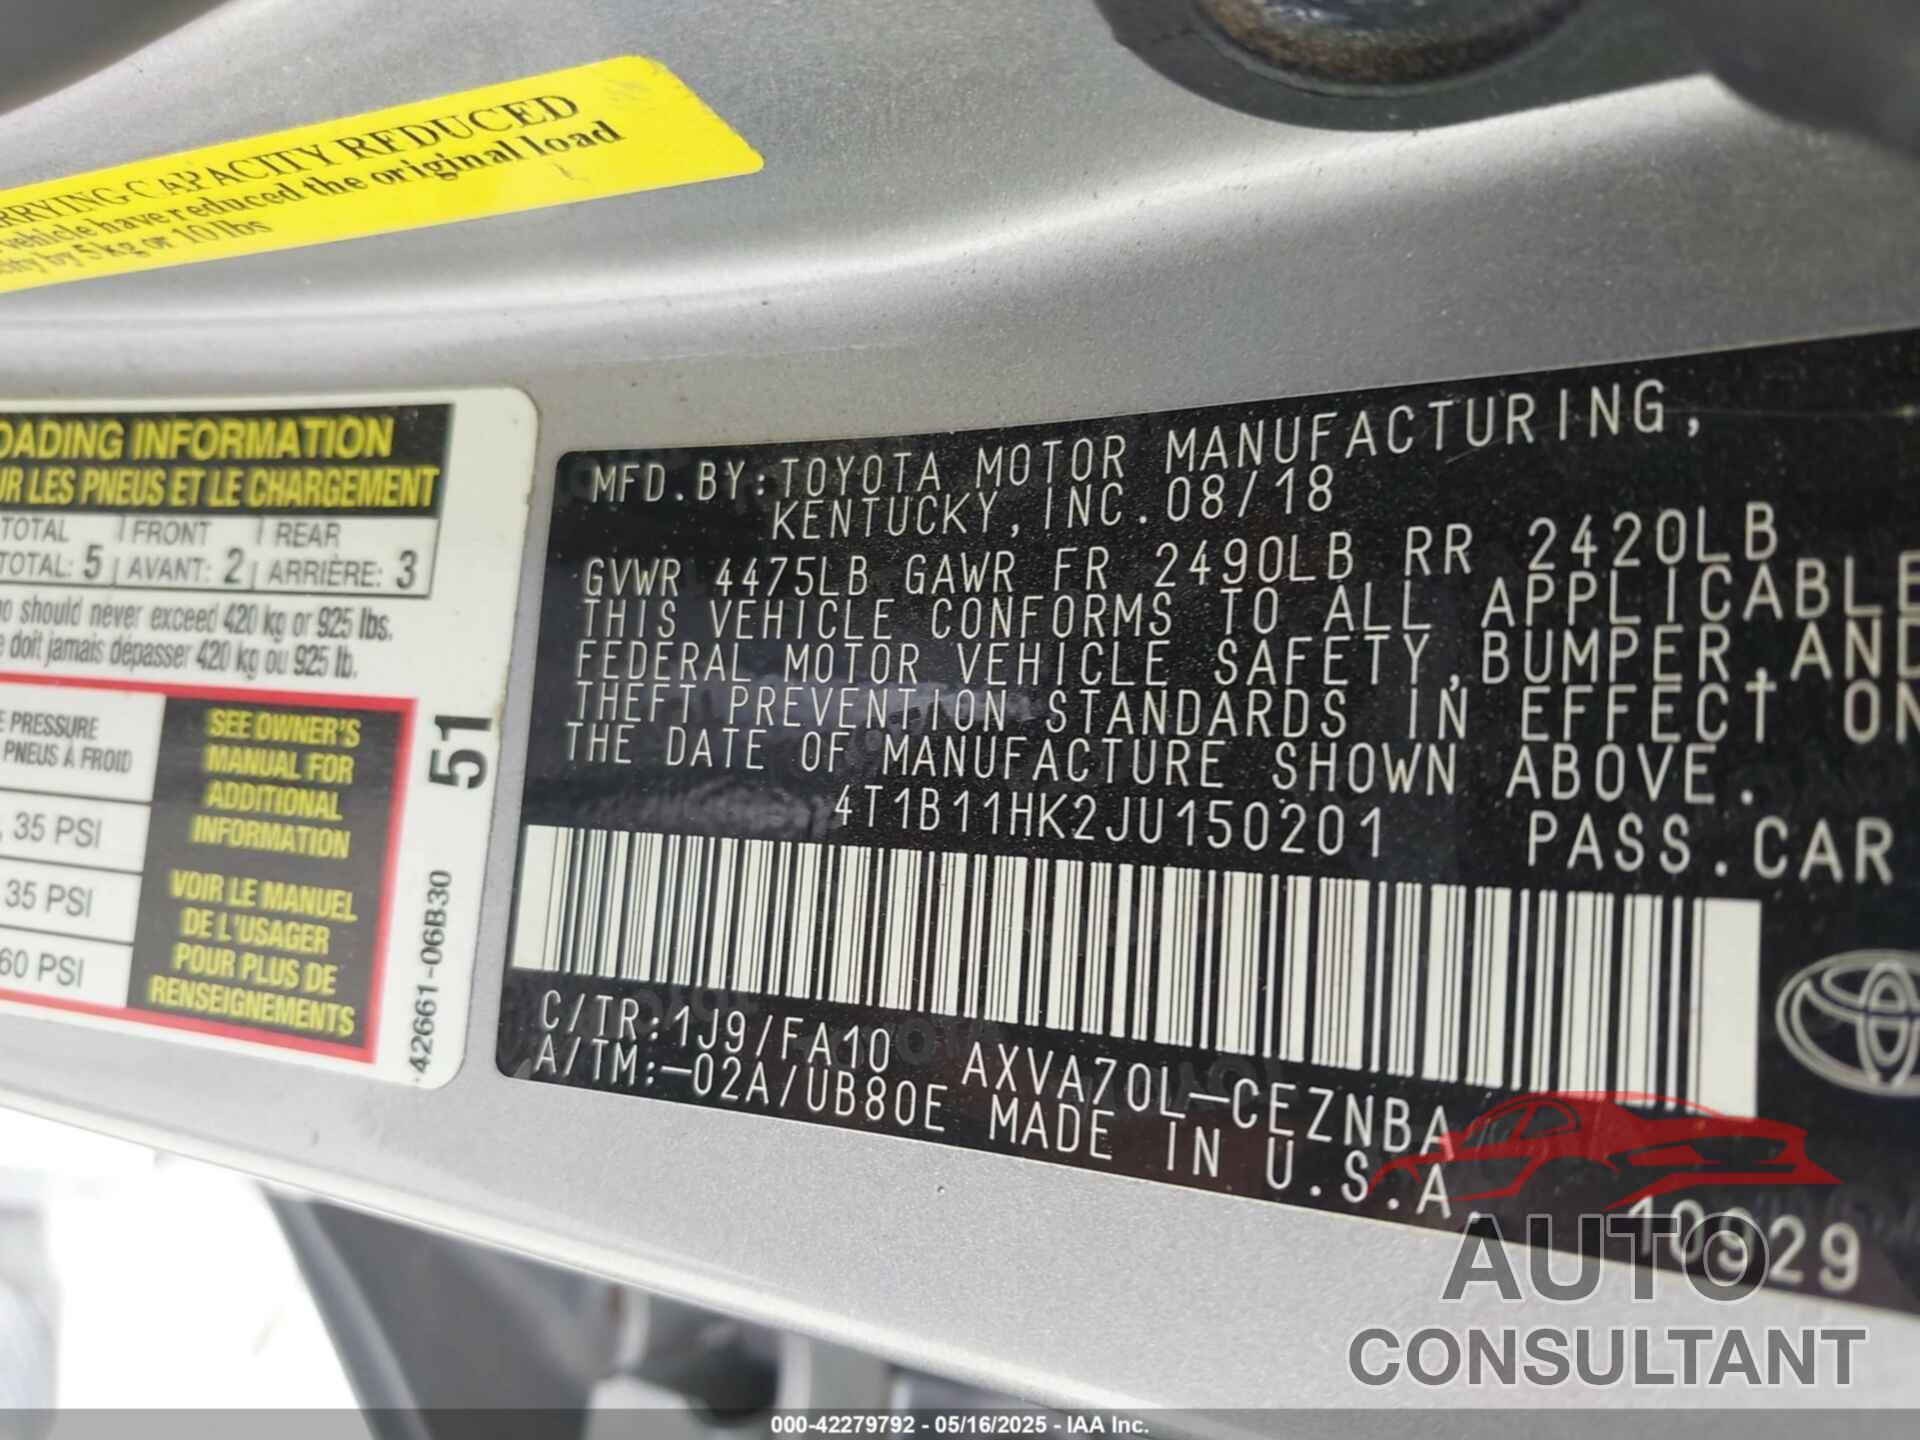 CAPACITY REDUCED
vehicle have reduced the original load
by 5 kg or 10 lbs
INFORMATION
LES PNEUS ET LE CHARGEMENT
TOTAL FRONT REAR
TOTAL: 5 AVANT: 2 ARRIÈRE: 3
should never exceed 420 kg or 925 lbs.
doit jamais dépasser 420 kg ou 925 lb.
PRESSURE
PNEUS À FROID
35 PSI
35 PSI
60 PSI
SEE OWNER'S
MANUAL FOR
ADDITIONAL
INFORMATION
VOIR LE MANUEL
DE L'USAGER
POUR PLUS DE
RENSEIGNEMENTS
51
42661-06B30
MFD. BY: TOYOTA MOTOR MANUFACTURING,
KENTUCKY, INC. 08/18
GVWR 4475LB GAWR FR 2490LB RR 2420LB
THIS VEHICLE CONFORMS TO ALL APPLICABLE
FEDERAL MOTOR VEHICLE SAFETY, BUMPER, AND
THEFT PREVENTION STANDARDS IN EFFECT ON
THE DATE OF MANUFACTURE SHOWN ABOVE.
4T1B11HK2JU150201 PASS. CAR
C/TR: 1J9/FA10 AXVA70L-CEZNBA
A/TM: -02A/UB80E MADE IN U.S.A.
10929
AUTO
CONSULTANT
000-42279792 - 05/16/2025 - IAA Inc.